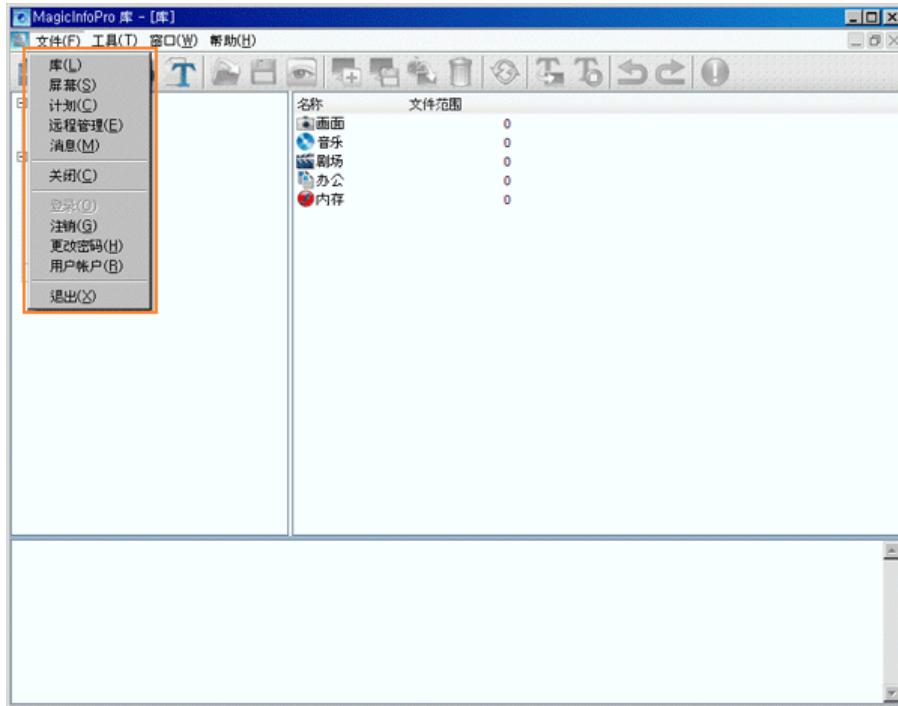 MagicInfoPro 库 - [库]
文件(F) 工具(T) 窗口(W) 帮助(H)
库(L)
屏幕(S)
计划(C)
远程管理(E)
消息(M)
关闭(C)
登录(O)
注销(G)
更改密码(H)
用户帐户(R)
退出(X)
名称 文件范围
画面 0
音乐 0
剧场 0
办公 0
内存 0